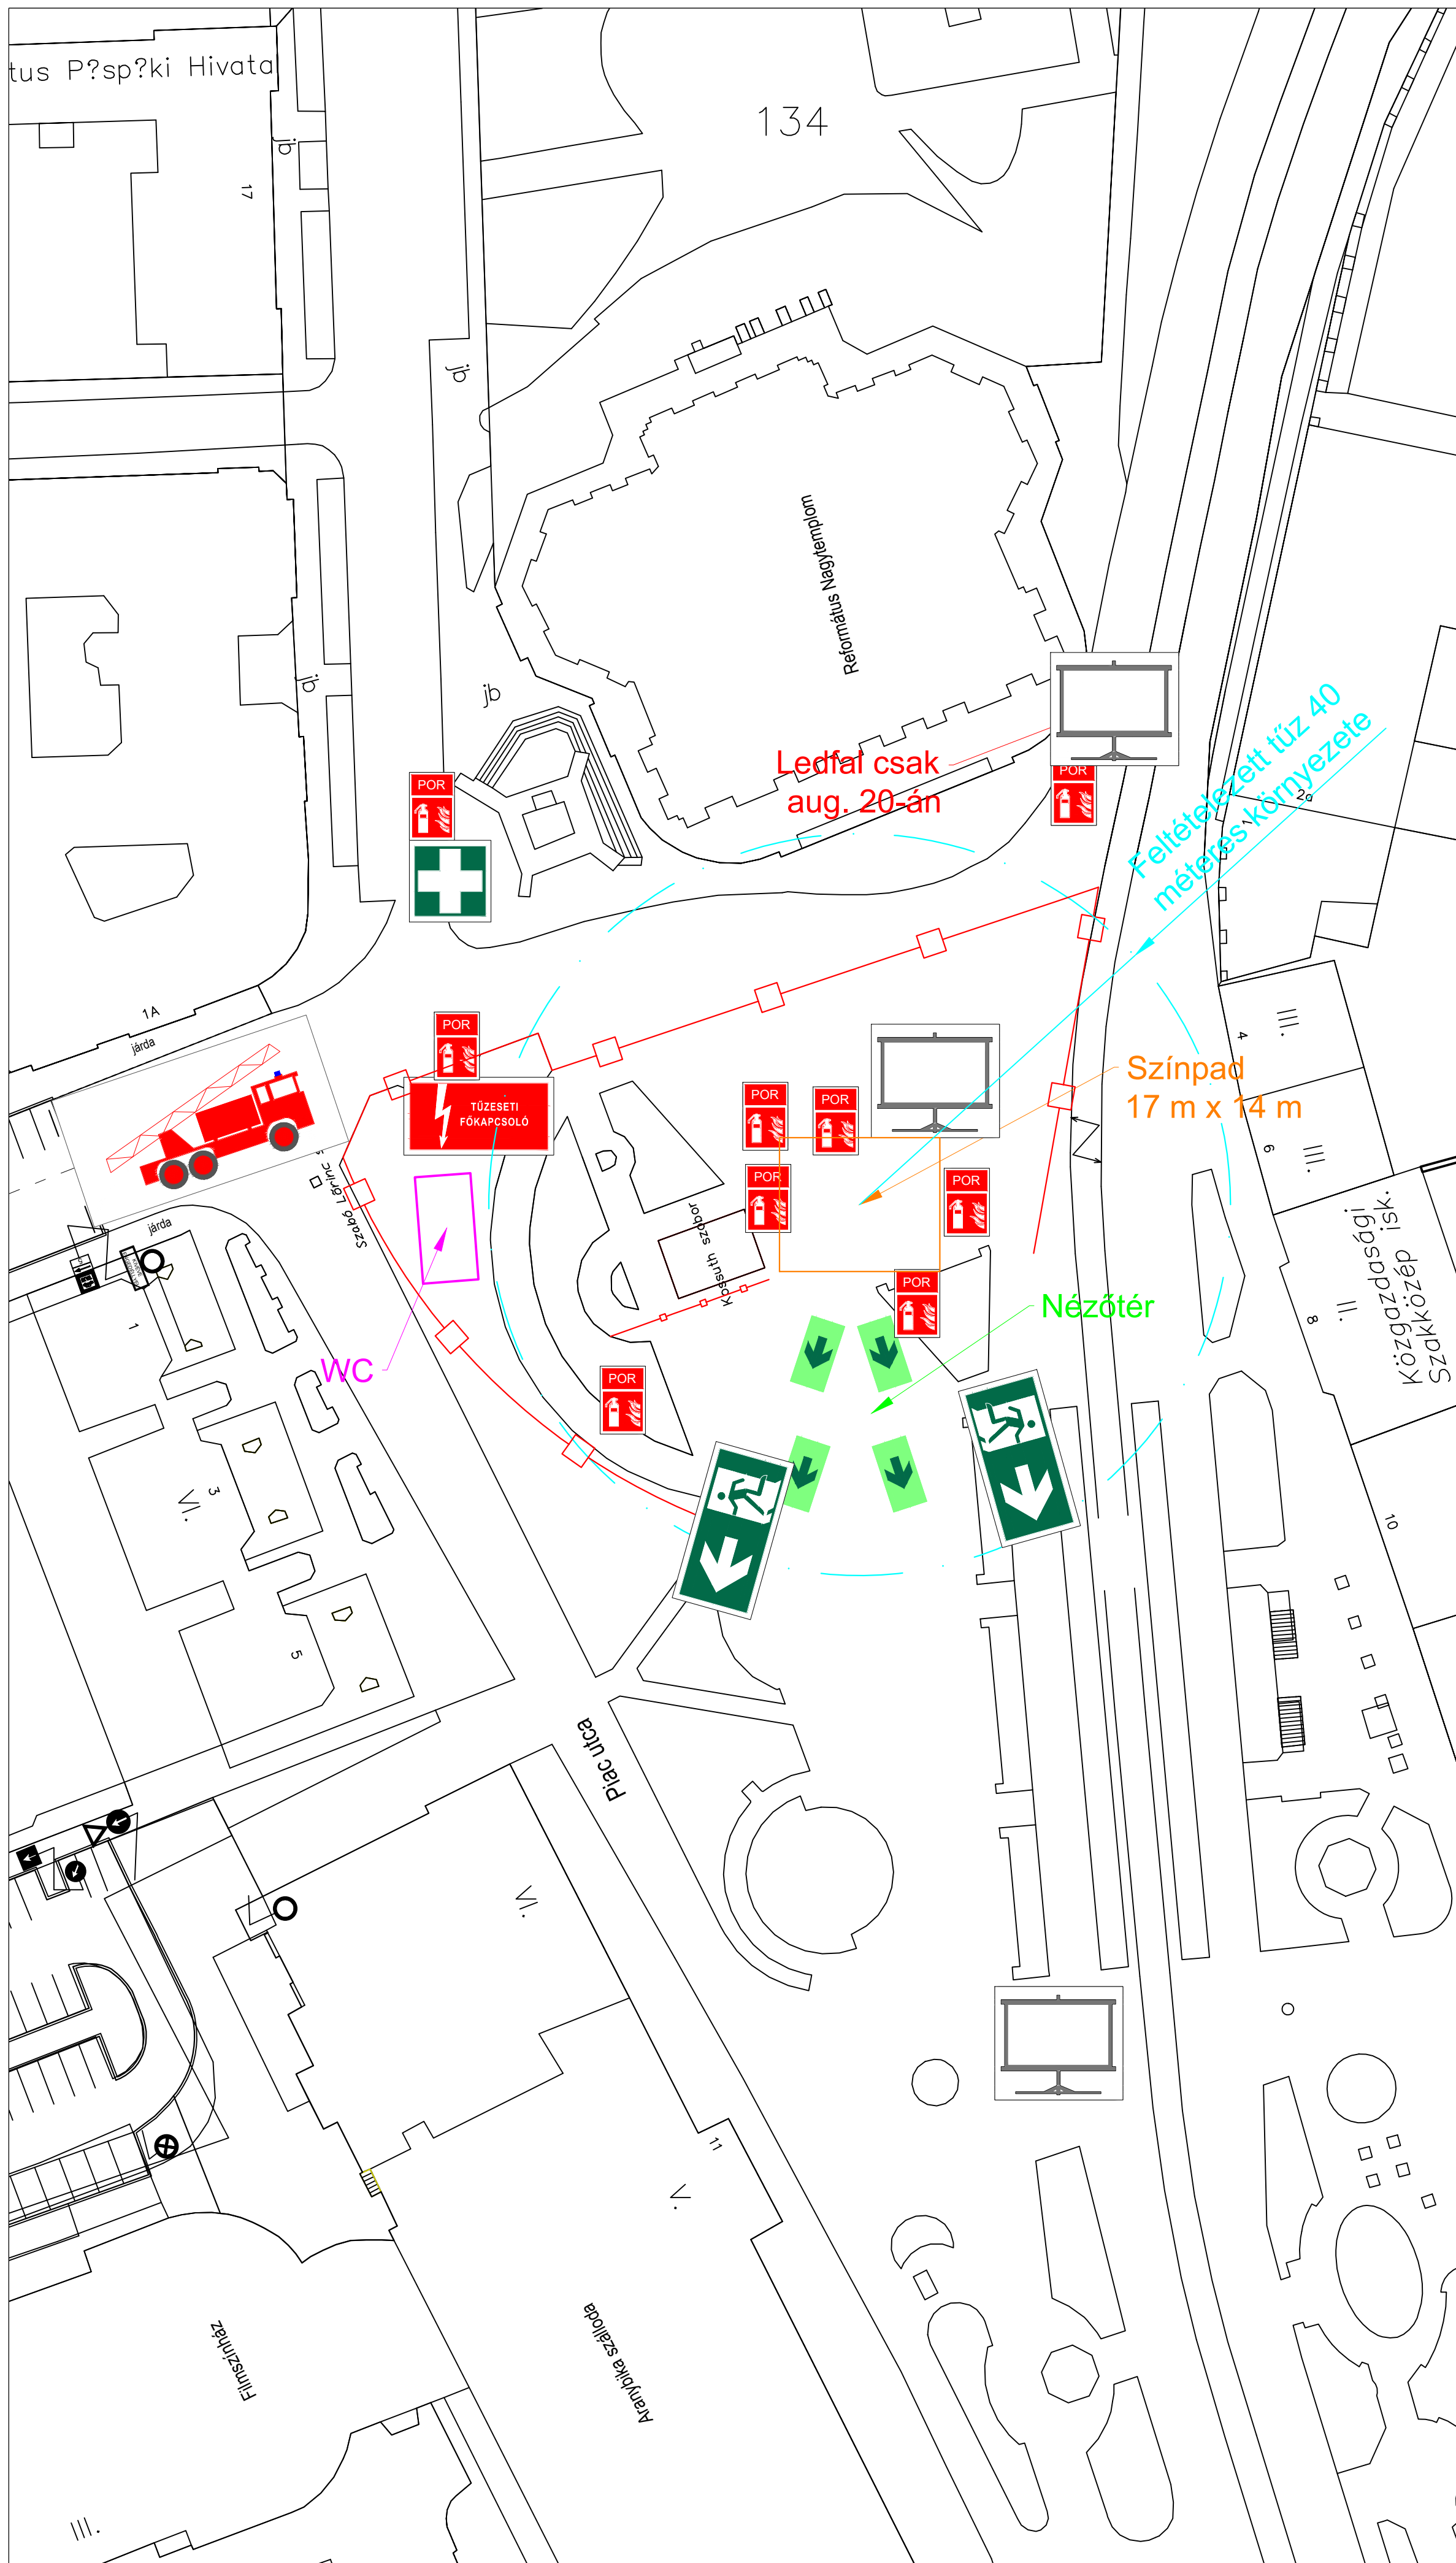 tus P?sp?ki Hivata
134
17
jb
jb
jb
jb
Református Nagytemplom
Ledfal csak
aug. 20-án
Feltételezett tűz 40
méteres környezete
POR
POR
2a
1
1A
járda
POR
TŰZESETI
FŐKAPCSOLÓ
POR
POR
POR
POR
POR
POR
Színpad
17 m x 14 m
III.
4
III.
6
Közgazdasági
Szakközép isk.
II.
8
10
Szabó Lőrinc
járda
Kossuth szobor
Nézőtér
WC
1
3
VI.
5
Piac utca
VI.
11
V.
Filmszínház
Aranybika szálloda
III.